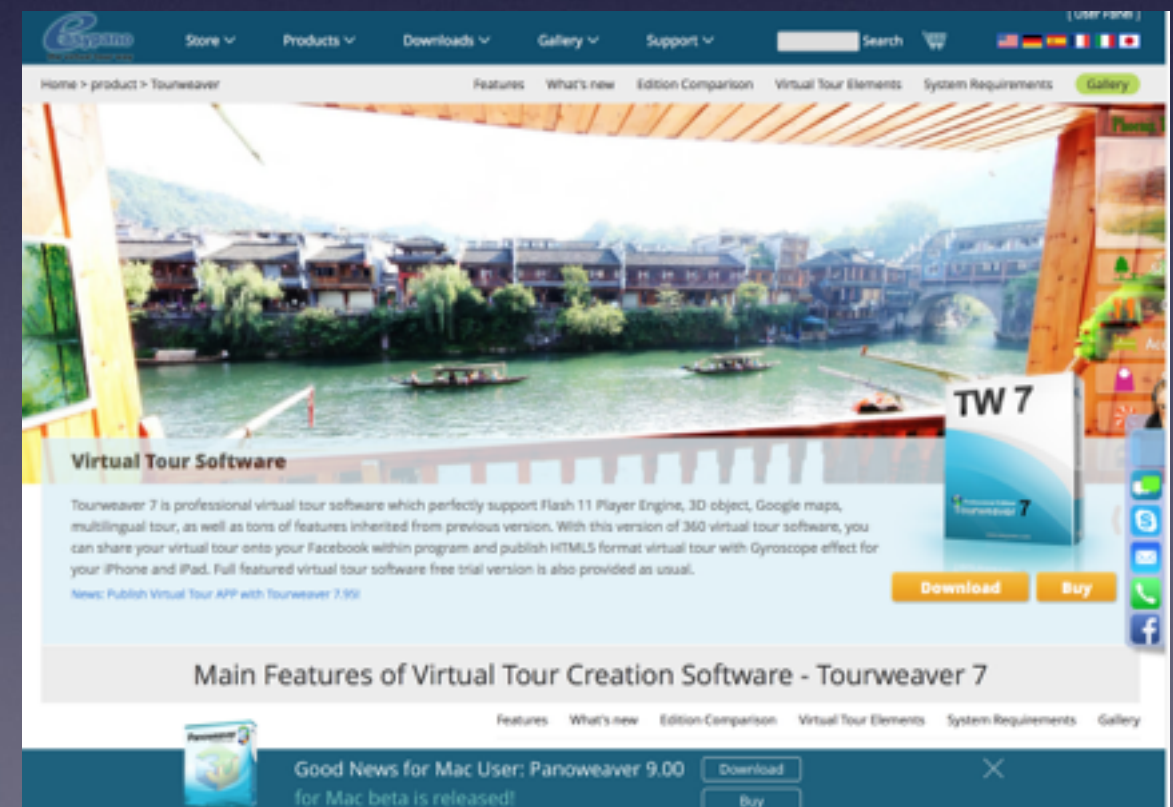 [ User Panel ]
Easypano
Store Products Downloads Gallery Support Search
Home > product > Tourweaver Features What's new Edition Comparison Virtual Tour Elements System Requirements Gallery
TW 7
Virtual Tour Software
Tourweaver 7 is professional virtual tour software which perfectly support Flash 11 Player Engine, 3D object, Google maps,
multilingual tour, as well as tons of features inherited from previous version. With this version of 360 virtual tour software, you
can share your virtual tour onto your Facebook within program and publish HTML5 format virtual tour with Gyroscope effect for
your iPhone and iPad. Full featured virtual tour software free trial version is also provided as usual.
News: Publish Virtual Tour APP with Tourweaver 7.95!
Tourweaver 7
Download Buy
Main Features of Virtual Tour Creation Software - Tourweaver 7
Features What's new Edition Comparison Virtual Tour Elements System Requirements Gallery
Panoweaver
Good News for Mac User: Panoweaver 9.00 Download
for Mac beta is released! Buy